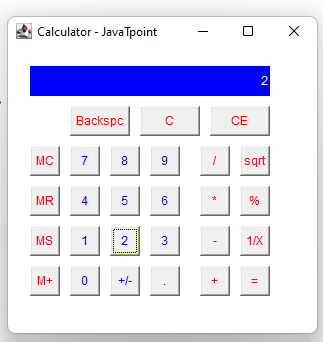 Calculator - JavaTpoint
2
Backspc C CE
MC 7 8 9 / sqrt
MR 4 5 6 * %
MS 1 2 3 - 1/X
M+ 0 +/- . + =